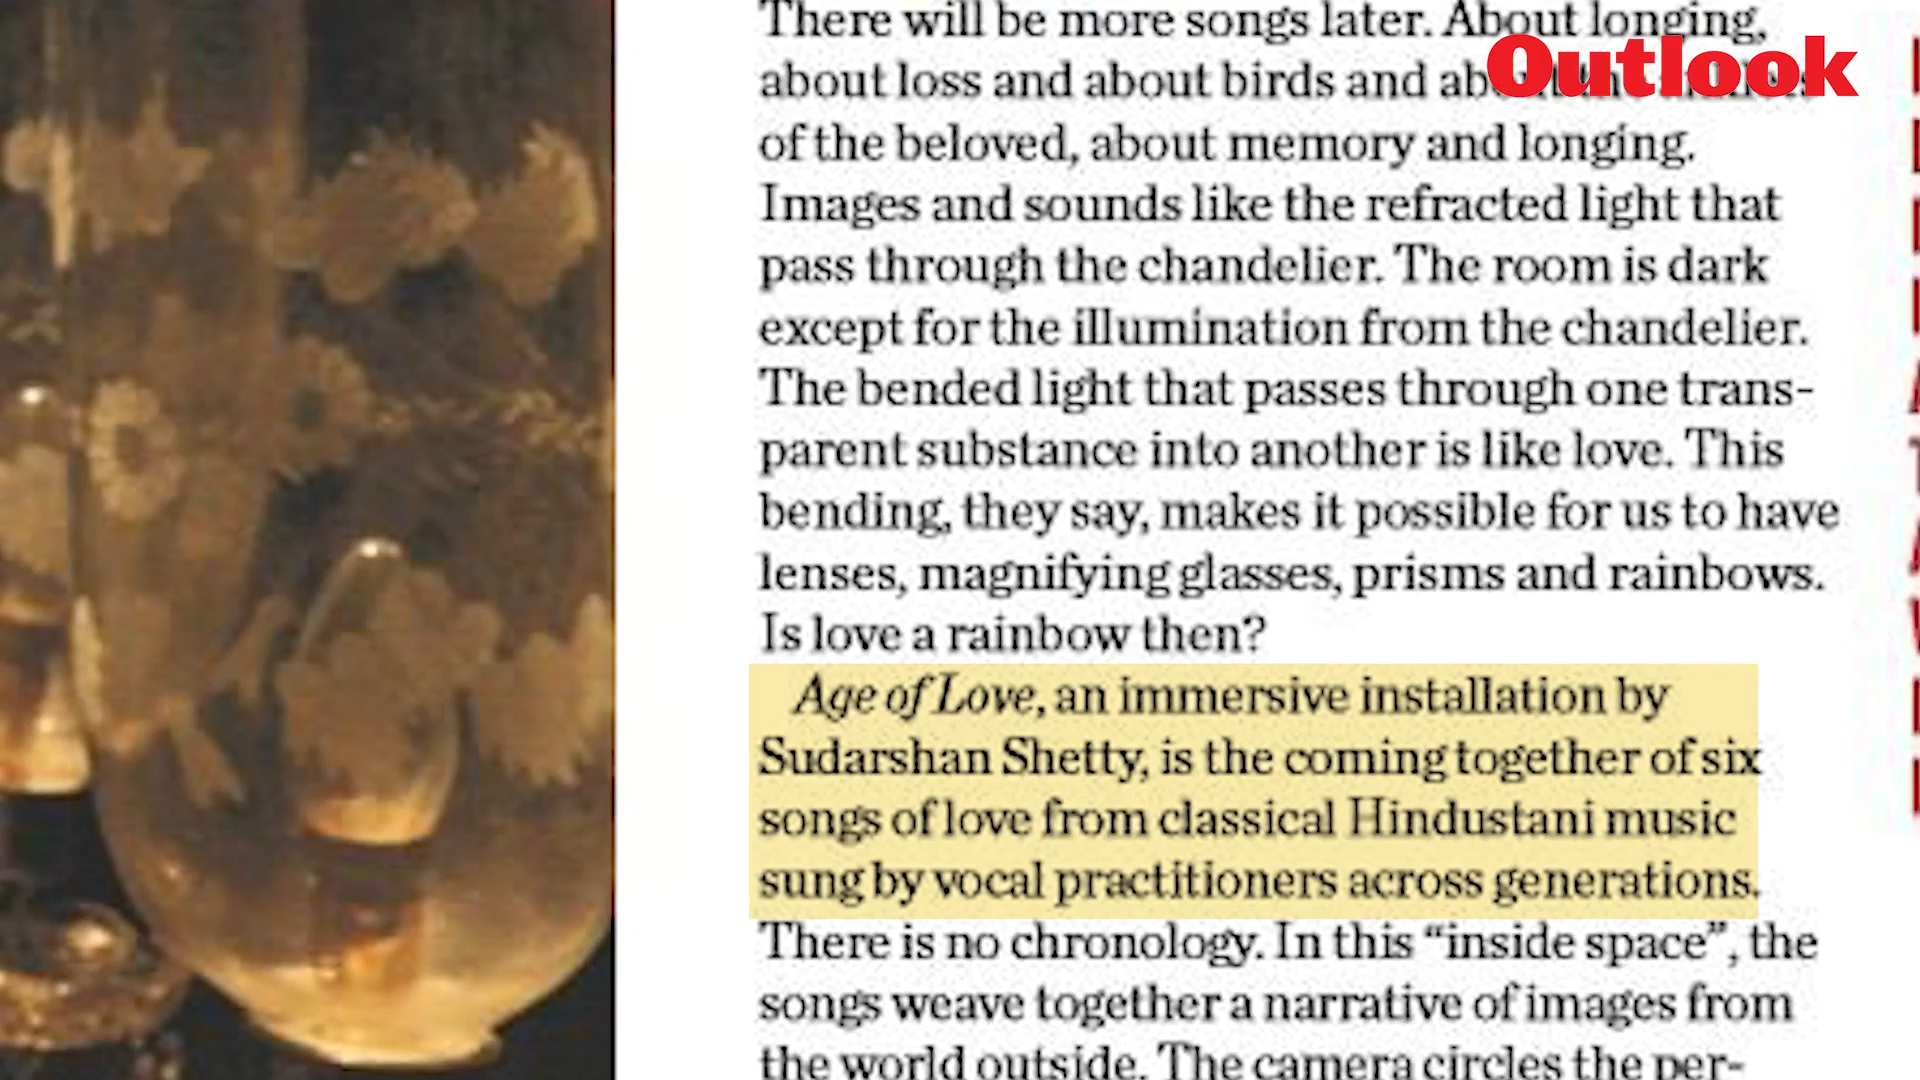 There will be more songs later. About longing,
Outlook
about loss and about birds and about the
of the beloved, about memory and longing.
Images and sounds like the refracted light that
pass through the chandelier. The room is dark
except for the illumination from the chandelier.
The bended light that passes through one trans-
parent substance into another is like love. This
bending, they say, makes it possible for us to have
lenses, magnifying glasses, prisms and rainbows.
Is love a rainbow then?
Age of Love, an immersive installation by
Sudarshan Shetty, is the coming together of six
songs of love from classical Hindustani music
sung by vocal practitioners across generations.
There is no chronology. In this “inside space”, the
songs weave together a narrative of images from
the world outside. The camera circles the per-